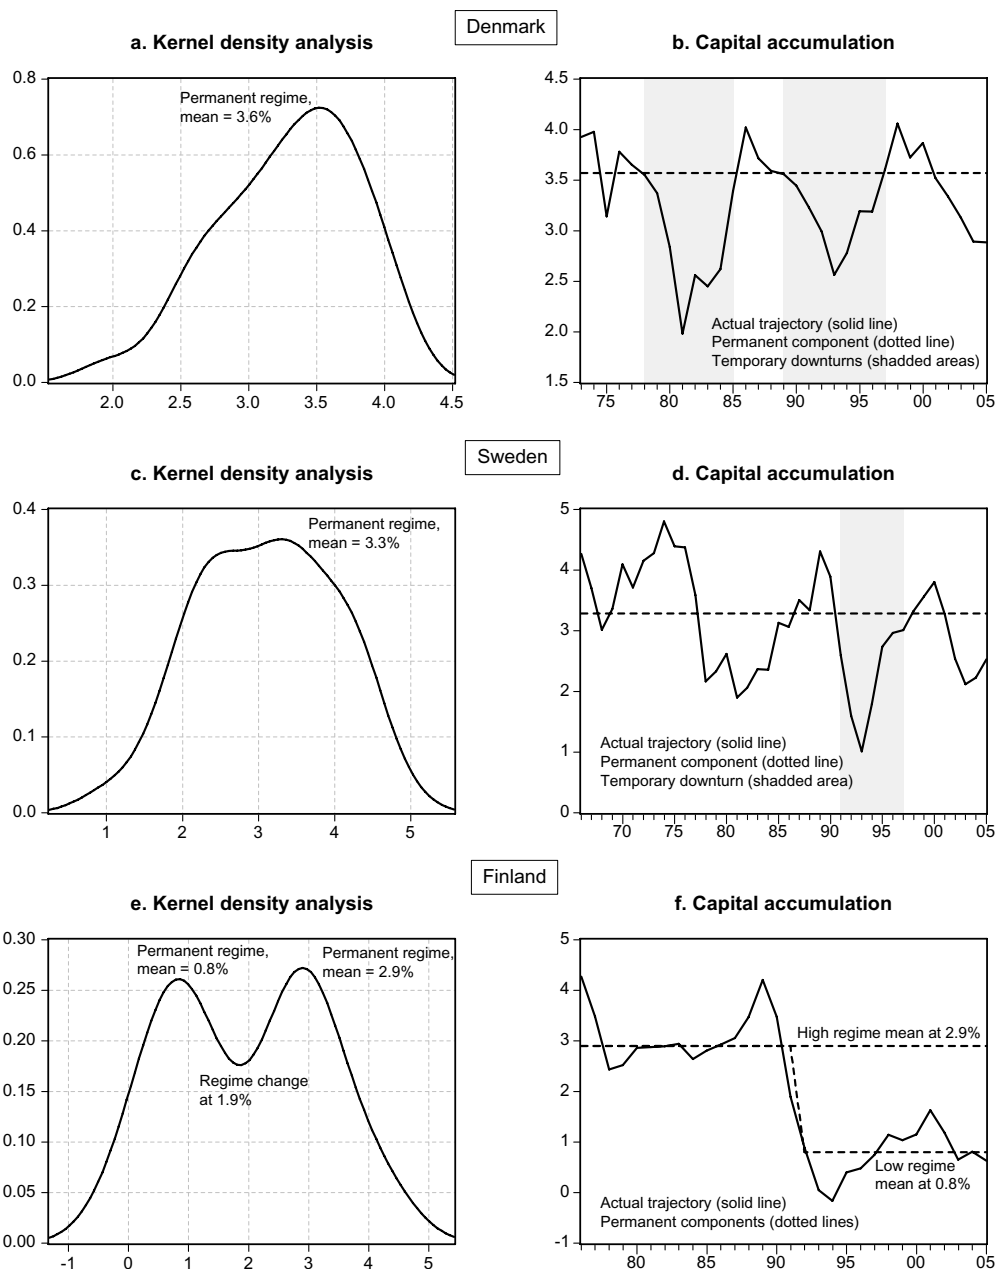 Denmark
a. Kernel density analysis
b. Capital accumulation
0.8
0.6
0.4
0.2
0.0
Permanent regime,
mean = 3.6%
2.0 2.5 3.0 3.5 4.0 4.5
4.5
4.0
3.5
3.0
2.5
2.0
1.5
Actual trajectory (solid line)
Permanent component (dotted line)
Temporary downturns (shadded areas)
75 80 85 90 95 00 05
Sweden
c. Kernel density analysis
d. Capital accumulation
0.4
0.3
0.2
0.1
0.0
Permanent regime,
mean = 3.3%
1 2 3 4 5
5
4
3
2
1
0
Actual trajectory (solid line)
Permanent component (dotted line)
Temporary downturn (shadded area)
70 75 80 85 90 95 00 05
Finland
e. Kernel density analysis
f. Capital accumulation
0.30
0.25
0.20
0.15
0.10
0.05
0.00
Permanent regime,
mean = 0.8%
Permanent regime,
mean = 2.9%
Regime change
at 1.9%
-1 0 1 2 3 4 5
5
4
3
2
1
0
-1
High regime mean at 2.9%
Low regime
mean at 0.8%
Actual trajectory (solid line)
Permanent components (dotted lines)
80 85 90 95 00 05